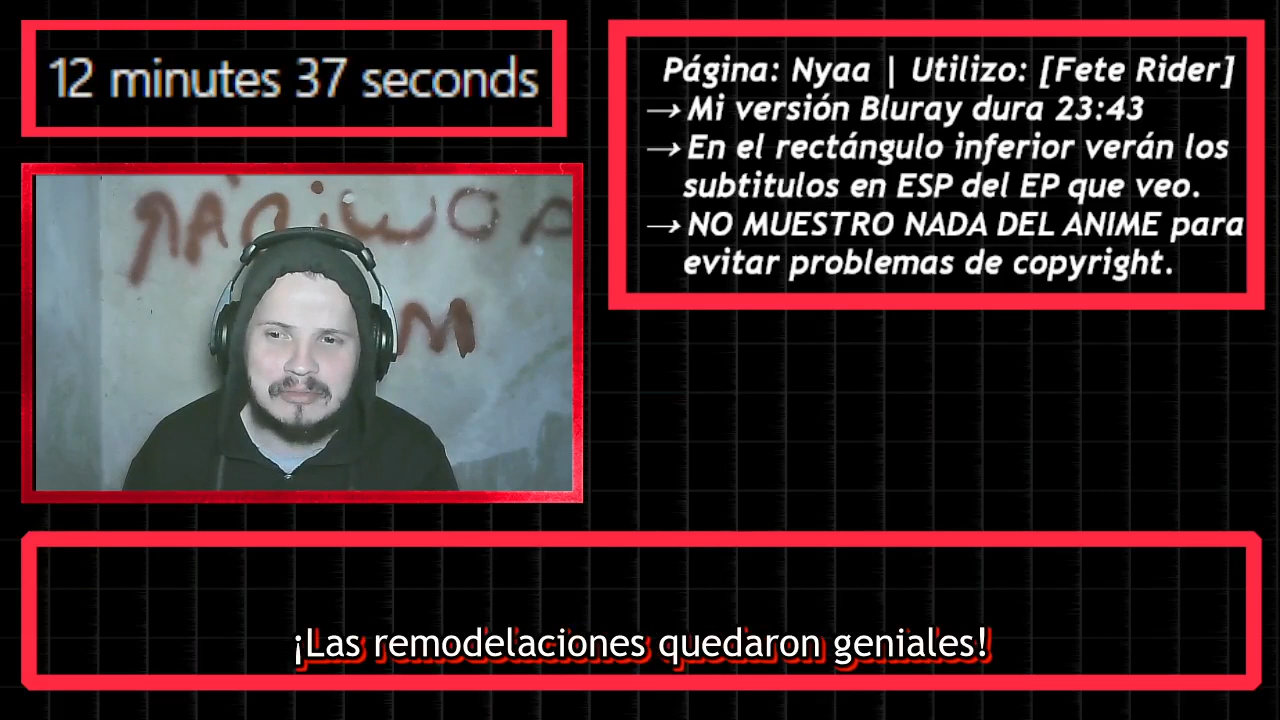 12 minutes 37 seconds
Página: Nyaa | Utilizo: [Fete Rider]
→ Mi versión Bluray dura 23:43
→ En el rectángulo inferior verán los
subtitulos en ESP del EP que veo.
→ NO MUESTRO NADA DEL ANIME para
evitar problemas de copyright.
¡Las remodelaciones quedaron geniales!